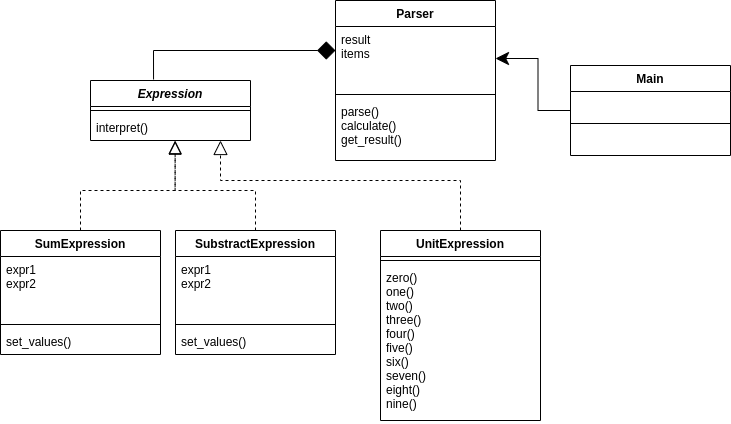 Parser
result
items
parse()
calculate()
get_result()
Main
Expression
interpret()
SumExpression
expr1
expr2
set_values()
SubstractExpression
expr1
expr2
set_values()
UnitExpression
zero()
one()
two()
three()
four()
five()
six()
seven()
eight()
nine()